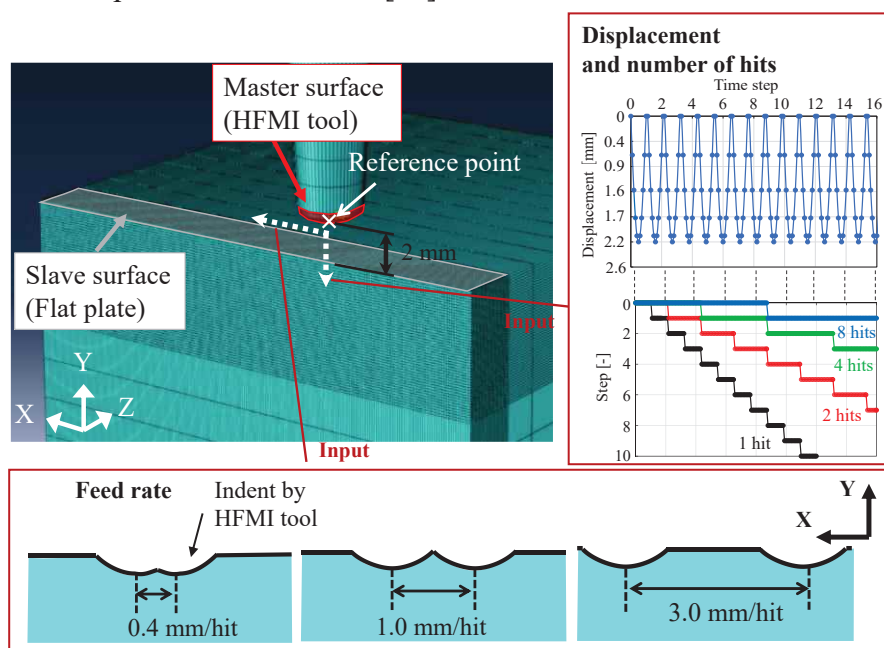 Displacement
and number of hits
Time step
0 2 4 6 8 10 12 14 16
Displacement [mm]
0
0.4
0.9
1.6
1.7
2.2
2.6
Master surface
(HFMI tool)
Reference point
2 mm
Slave surface
(Flat plate)
Input
Y
X
Z
Input
Step [-]
0
2
4
6
8
10
8 hits
4 hits
2 hits
1 hit
Feed rate
Indent by
HFMI tool
Y
X
0.4 mm/hit
1.0 mm/hit
3.0 mm/hit